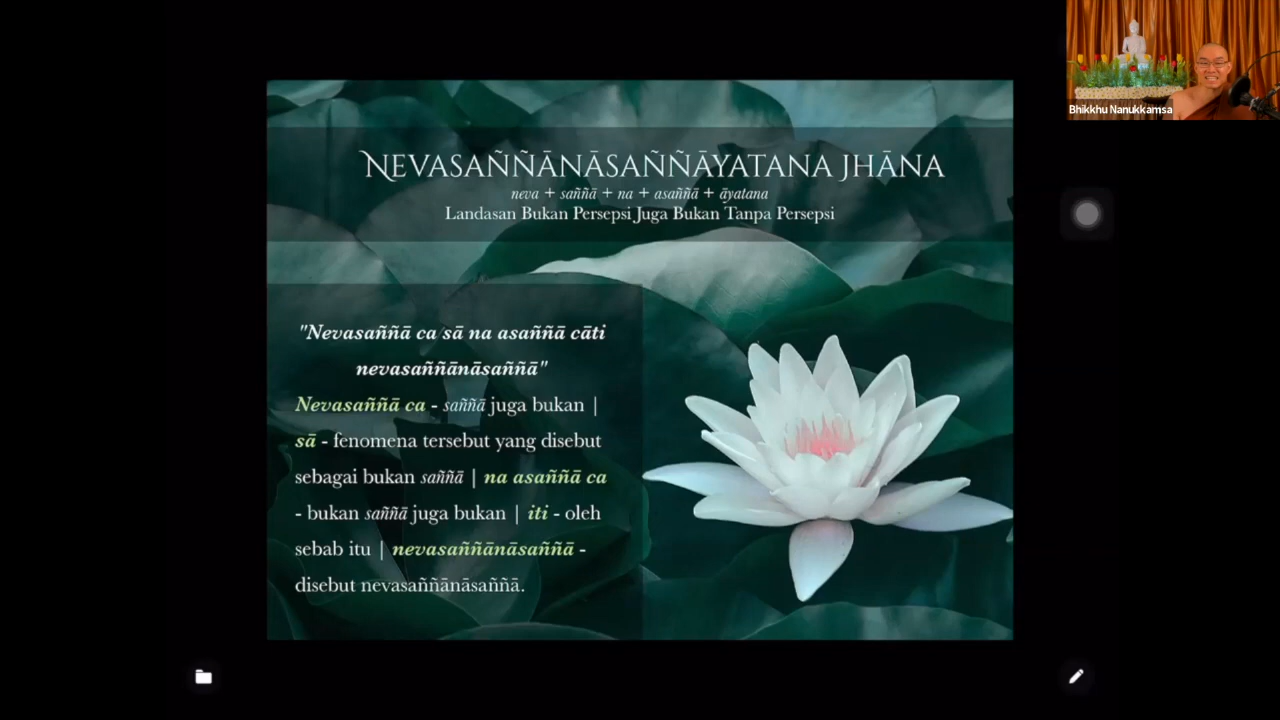 Bhikkhu Nanukkamsa
Nevasaññānāsaññāyatana Jhāna
neva + saññā + na + asaññā + āyatana
Landasan Bukan Persepsi Juga Bukan Tanpa Persepsi
"Nevasaññā ca sā na asaññā cāti
nevasaññānāsaññā"
Nevasaññā ca - saññā juga bukan |
sā - fenomena tersebut yang disebut
sebagai bukan saññā | na asaññā ca
- bukan saññā juga bukan | iti - oleh
sebab itu | nevasaññānāsaññā -
disebut nevasaññānāsaññā.